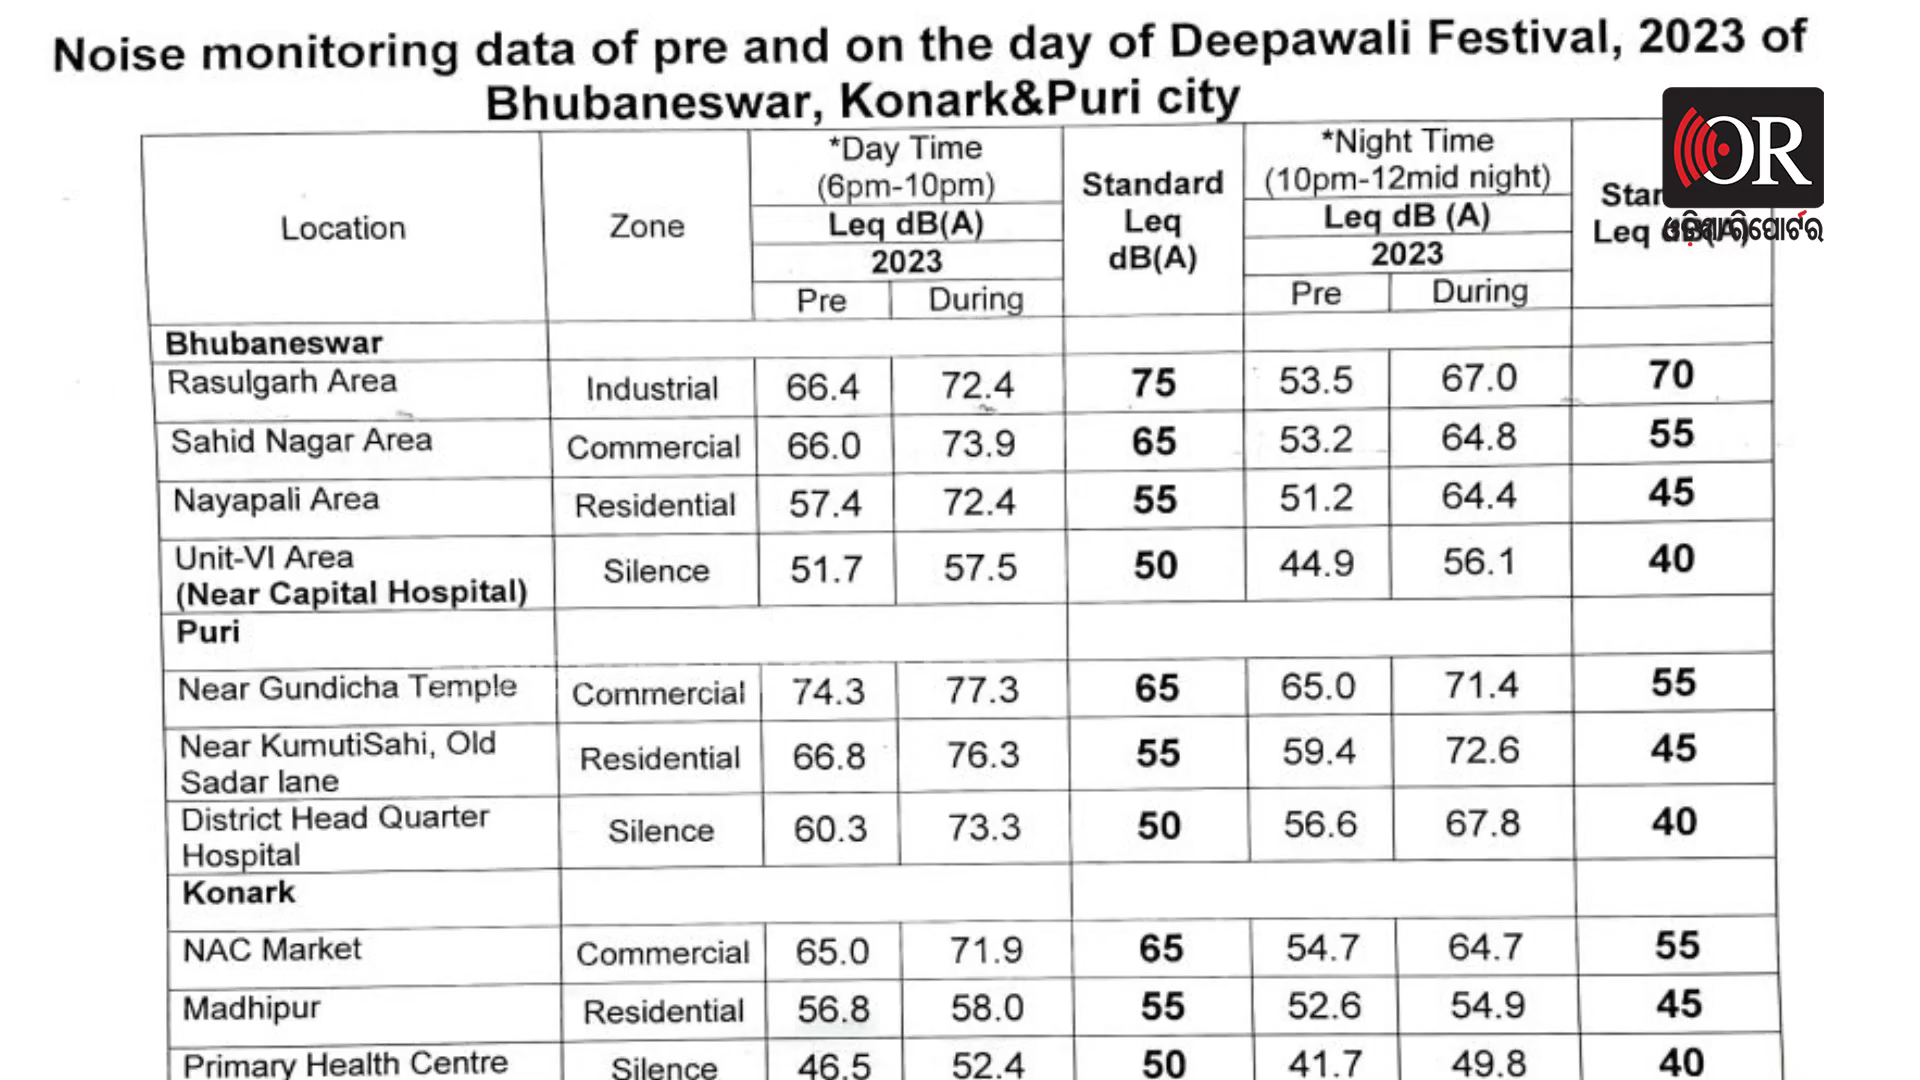 Noise monitoring data of pre and on the day of Deepawali Festival, 2023 of
Bhubaneswar, Konark&Puri city
Location Zone *Day Time (6pm-10pm) Leq dB(A) 2023 Pre During Standard Leq dB(A) *Night Time (10pm-12mid night) Leq dB (A) 2023 Pre During Leq
OR
ଓଡ଼ିଶା ରିପୋର୍ଟର
Bhubaneswar
Rasulgarh Area Industrial 66.4 72.4 75 53.5 67.0 70
Sahid Nagar Area Commercial 66.0 73.9 65 53.2 64.8 55
Nayapali Area Residential 57.4 72.4 55 51.2 64.4 45
Unit-VI Area
(Near Capital Hospital) Silence 51.7 57.5 50 44.9 56.1 40
Puri
Near Gundicha Temple Commercial 74.3 77.3 65 65.0 71.4 55
Near KumutiSahi, Old
Sadar lane Residential 66.8 76.3 55 59.4 72.6 45
District Head Quarter
Hospital Silence 60.3 73.3 50 56.6 67.8 40
Konark
NAC Market Commercial 65.0 71.9 65 54.7 64.7 55
Madhipur Residential 56.8 58.0 55 52.6 54.9 45
Primary Health Centre Silence 46.5 52.4 50 41.7 49.8 40